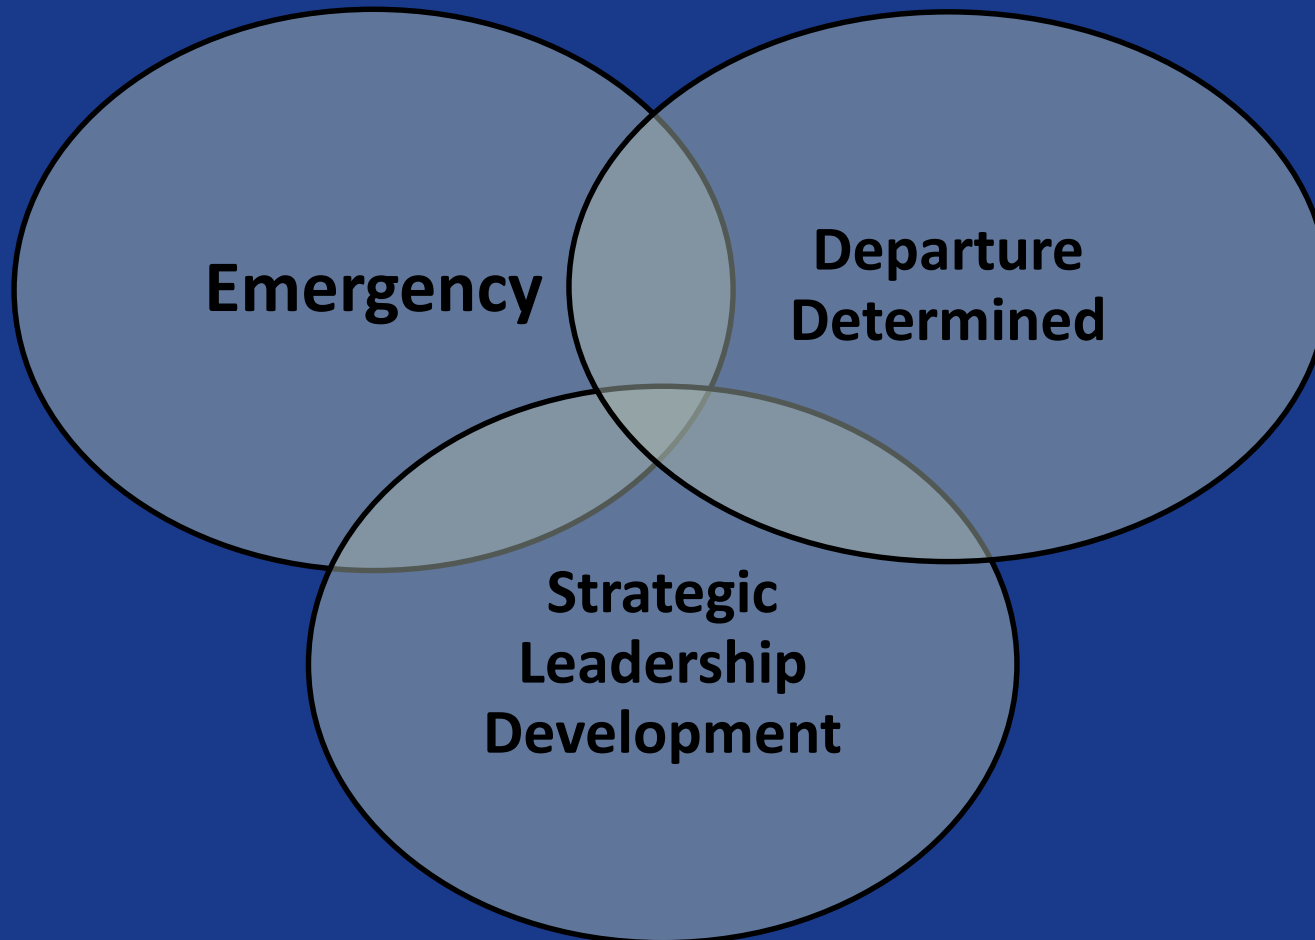 Emergency
Departure
Determined
Strategic
Leadership
Development